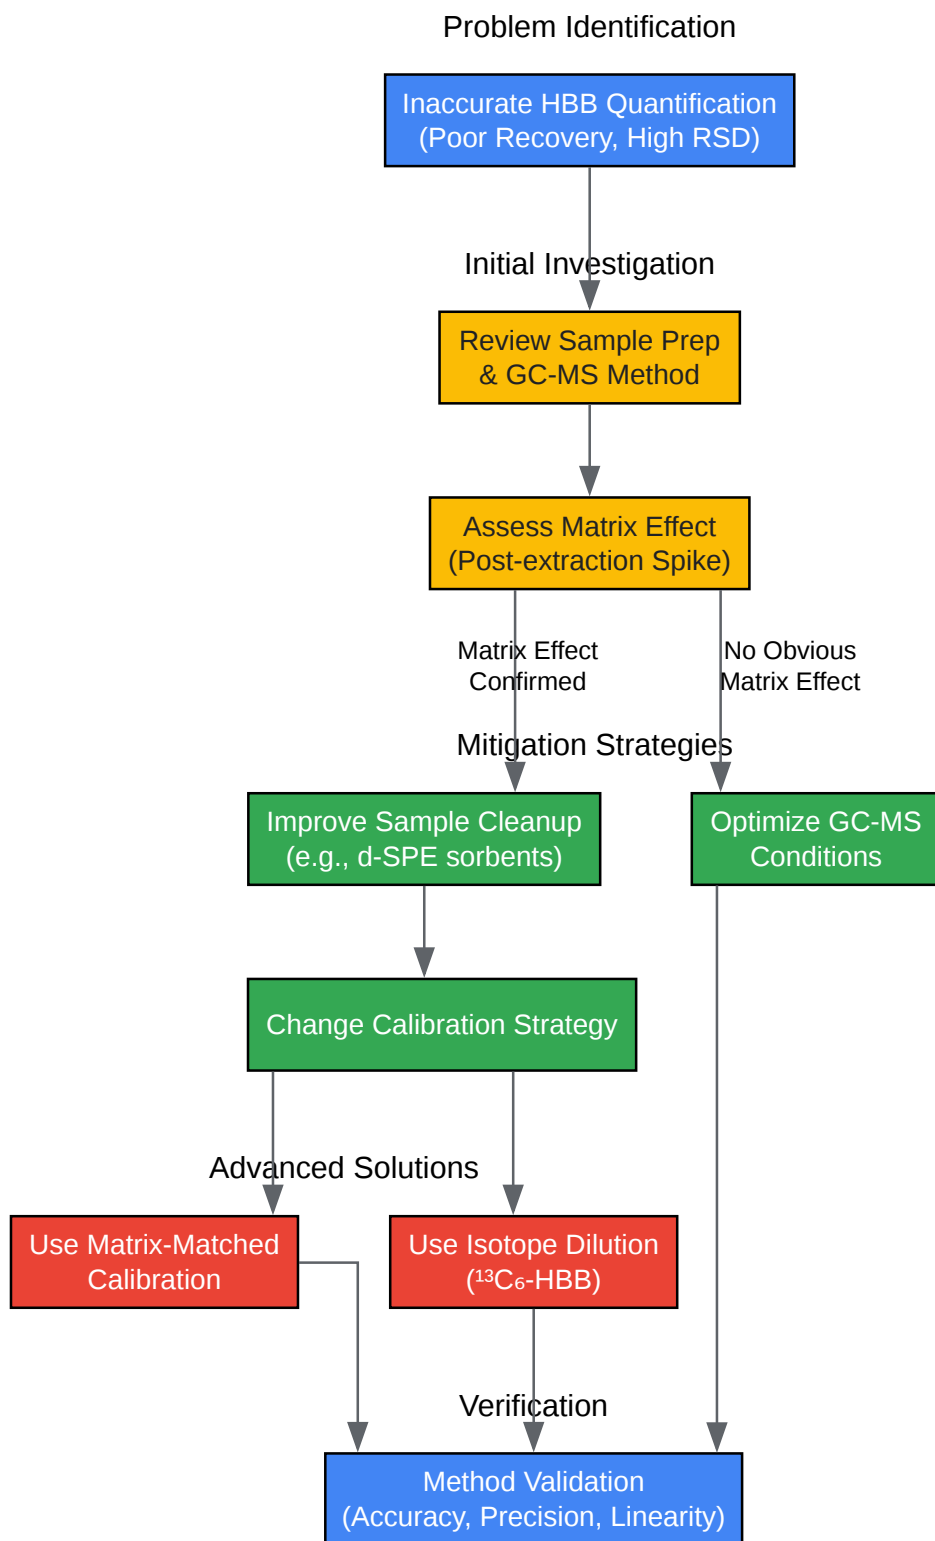 Problem Identification
Inaccurate HBB Quantification
(Poor Recovery, High RSD)
Initial Investigation
Review Sample Prep
& GC-MS Method
Assess Matrix Effect
(Post-extraction Spike)
Matrix Effect
Confirmed
No Obvious
Matrix Effect
Mitigation Strategies
Improve Sample Cleanup
(e.g., d-SPE sorbents)
Optimize GC-MS
Conditions
Change Calibration Strategy
Advanced Solutions
Use Matrix-Matched
Calibration
Use Isotope Dilution
(¹³C₆-HBB)
Verification
Method Validation
(Accuracy, Precision, Linearity)